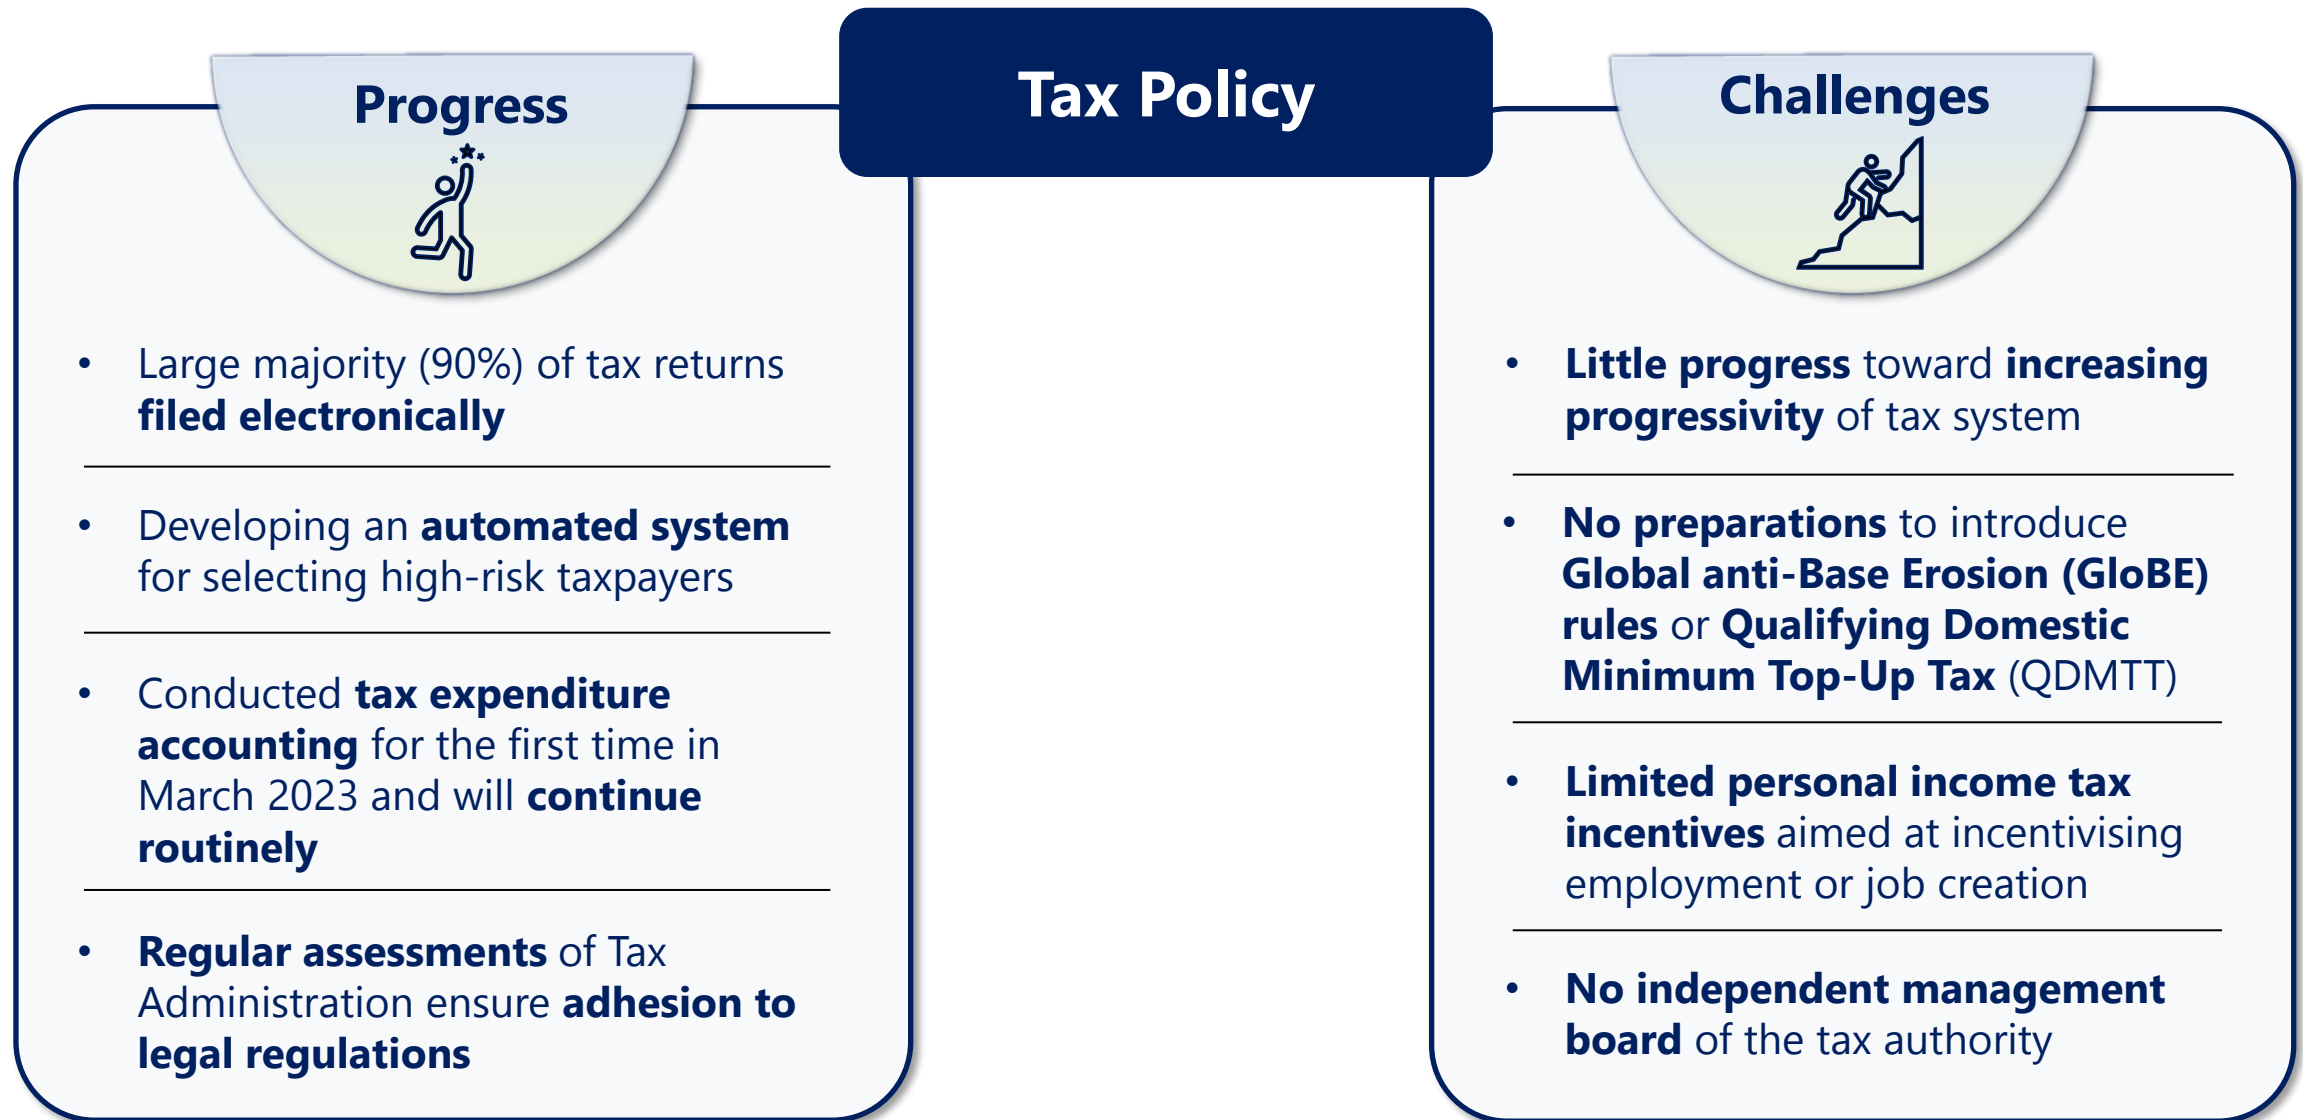 Tax Policy
Progress
• Large majority (90%) of tax returns
filed electronically
• Developing an automated system
for selecting high-risk taxpayers
• Conducted tax expenditure
accounting for the first time in
March 2023 and will continue
routinely
• Regular assessments of Tax
Administration ensure adhesion to
legal regulations
Challenges
• Little progress toward increasing
progressivity of tax system
• No preparations to introduce
Global anti-Base Erosion (GloBE)
rules or Qualifying Domestic
Minimum Top-Up Tax (QDMTT)
• Limited personal income tax
incentives aimed at incentivising
employment or job creation
• No independent management
board of the tax authority